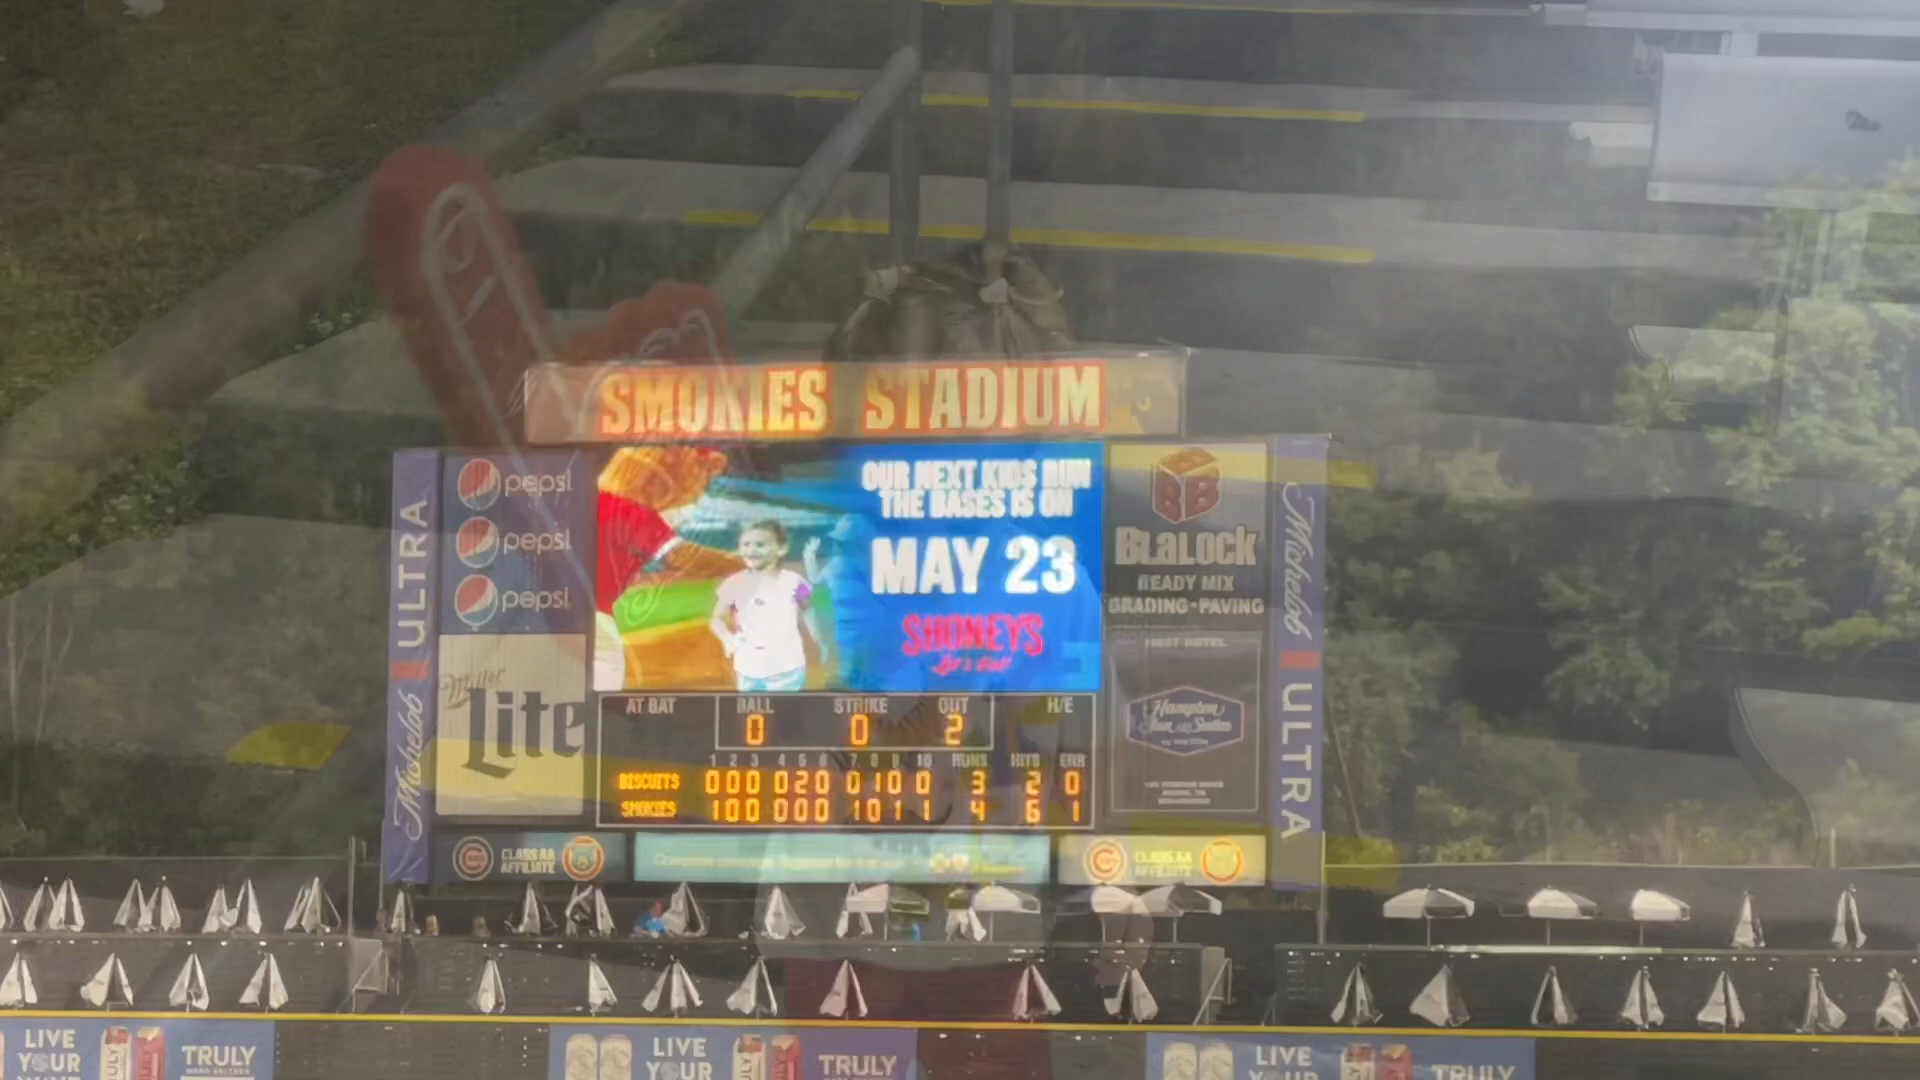 SMOKIES STADIUM
pepsi
pepsi
pepsi
ULTRA
Michelob
Miller
Lite
OUR NEXT KIDS RUN
THE BASES IS ON
MAY 23
SHONEYS
BLALOCK
READY MIX
GRADING-PAVING
Michelob
ULTRA
Hampton
AT BAT BALL STRIKE OUT H/E
0 0 2
1 2 3 4 5 6 7 8 9 10 RUNS HITS ERR
BISCUITS 0 0 0 0 2 0 0 1 0 0 3 2 0
SMOKIES 1 0 0 0 0 0 1 0 1 1 4 6 1
CLASS AA
AFFILIATE
CLASS AA
AFFILIATE
LIVE
YOUR
TRULY
HARD SELTZER
LIVE
YOUR
TRULY
LIVE
YOUR
TRULY